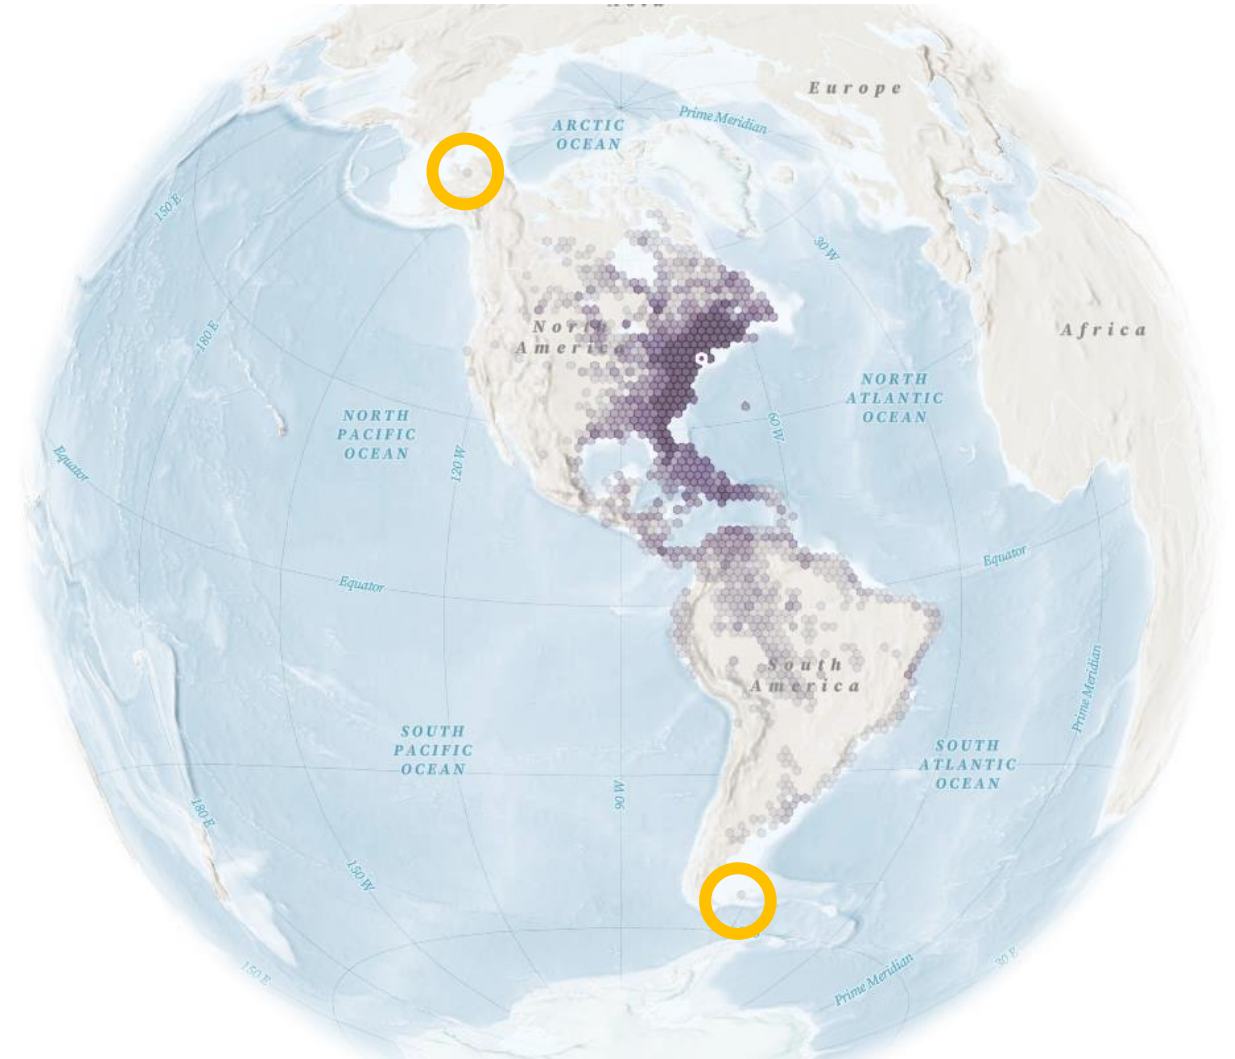 Europe
Prime Meridian
ARCTIC
OCEAN
150 E
30 W
180 E
North
America
Africa
NORTH
ATLANTIC
OCEAN
NORTH
PACIFIC
OCEAN
60 W
120 W
Equator
Equator
Equator
South
America
Prime Meridian
SOUTH
PACIFIC
OCEAN
SOUTH
ATLANTIC
OCEAN
90 W
180 E
150 W
150 E
Prime Meridian
30 E